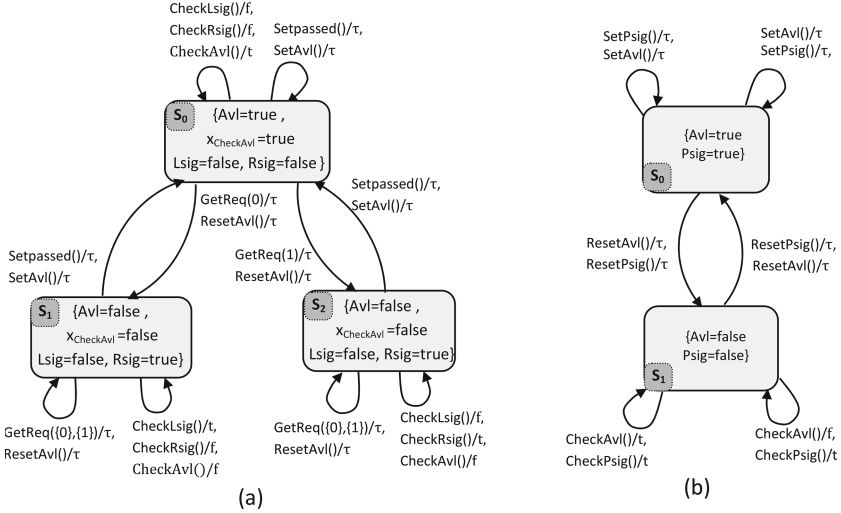 CheckLsig()/f,
CheckRsig()/f,
CheckAvl()/t
Setpassed()/τ,
SetAvl()/τ
S0
{Avl=true ,
xCheckAvl =true
Lsig=false, Rsig=false }
Setpassed()/τ,
SetAvl()/τ
GetReq(0)/τ
ResetAvl()/τ
Setpassed()/τ,
SetAvl()/τ
GetReq(1)/τ
ResetAvl()/τ
S1
{Avl=false ,
xCheckAvl =false
Lsig=false, Rsig=true}
S2
{Avl=false ,
xCheckAvl =false
Lsig=false, Rsig=true}
GetReq({0},{1})/τ,
ResetAvl()/τ
CheckLsig()/t,
CheckRsig()/f,
CheckAvl()/f
GetReq({0},{1})/τ,
ResetAvl()/τ
CheckLsig()/f,
CheckRsig()/t,
CheckAvl()/f
(a)
SetPsig()/τ,
SetAvl()/τ
SetAvl()/τ
SetPsig()/τ,
{Avl=true
Psig=true}
S0
ResetAvl()/τ,
ResetPsig()/τ
ResetPsig()/τ,
ResetAvl()/τ
{Avl=false
Psig=false}
S1
CheckAvl()/t,
CheckPsig()/t
CheckAvl()/f,
CheckPsig()/t
(b)